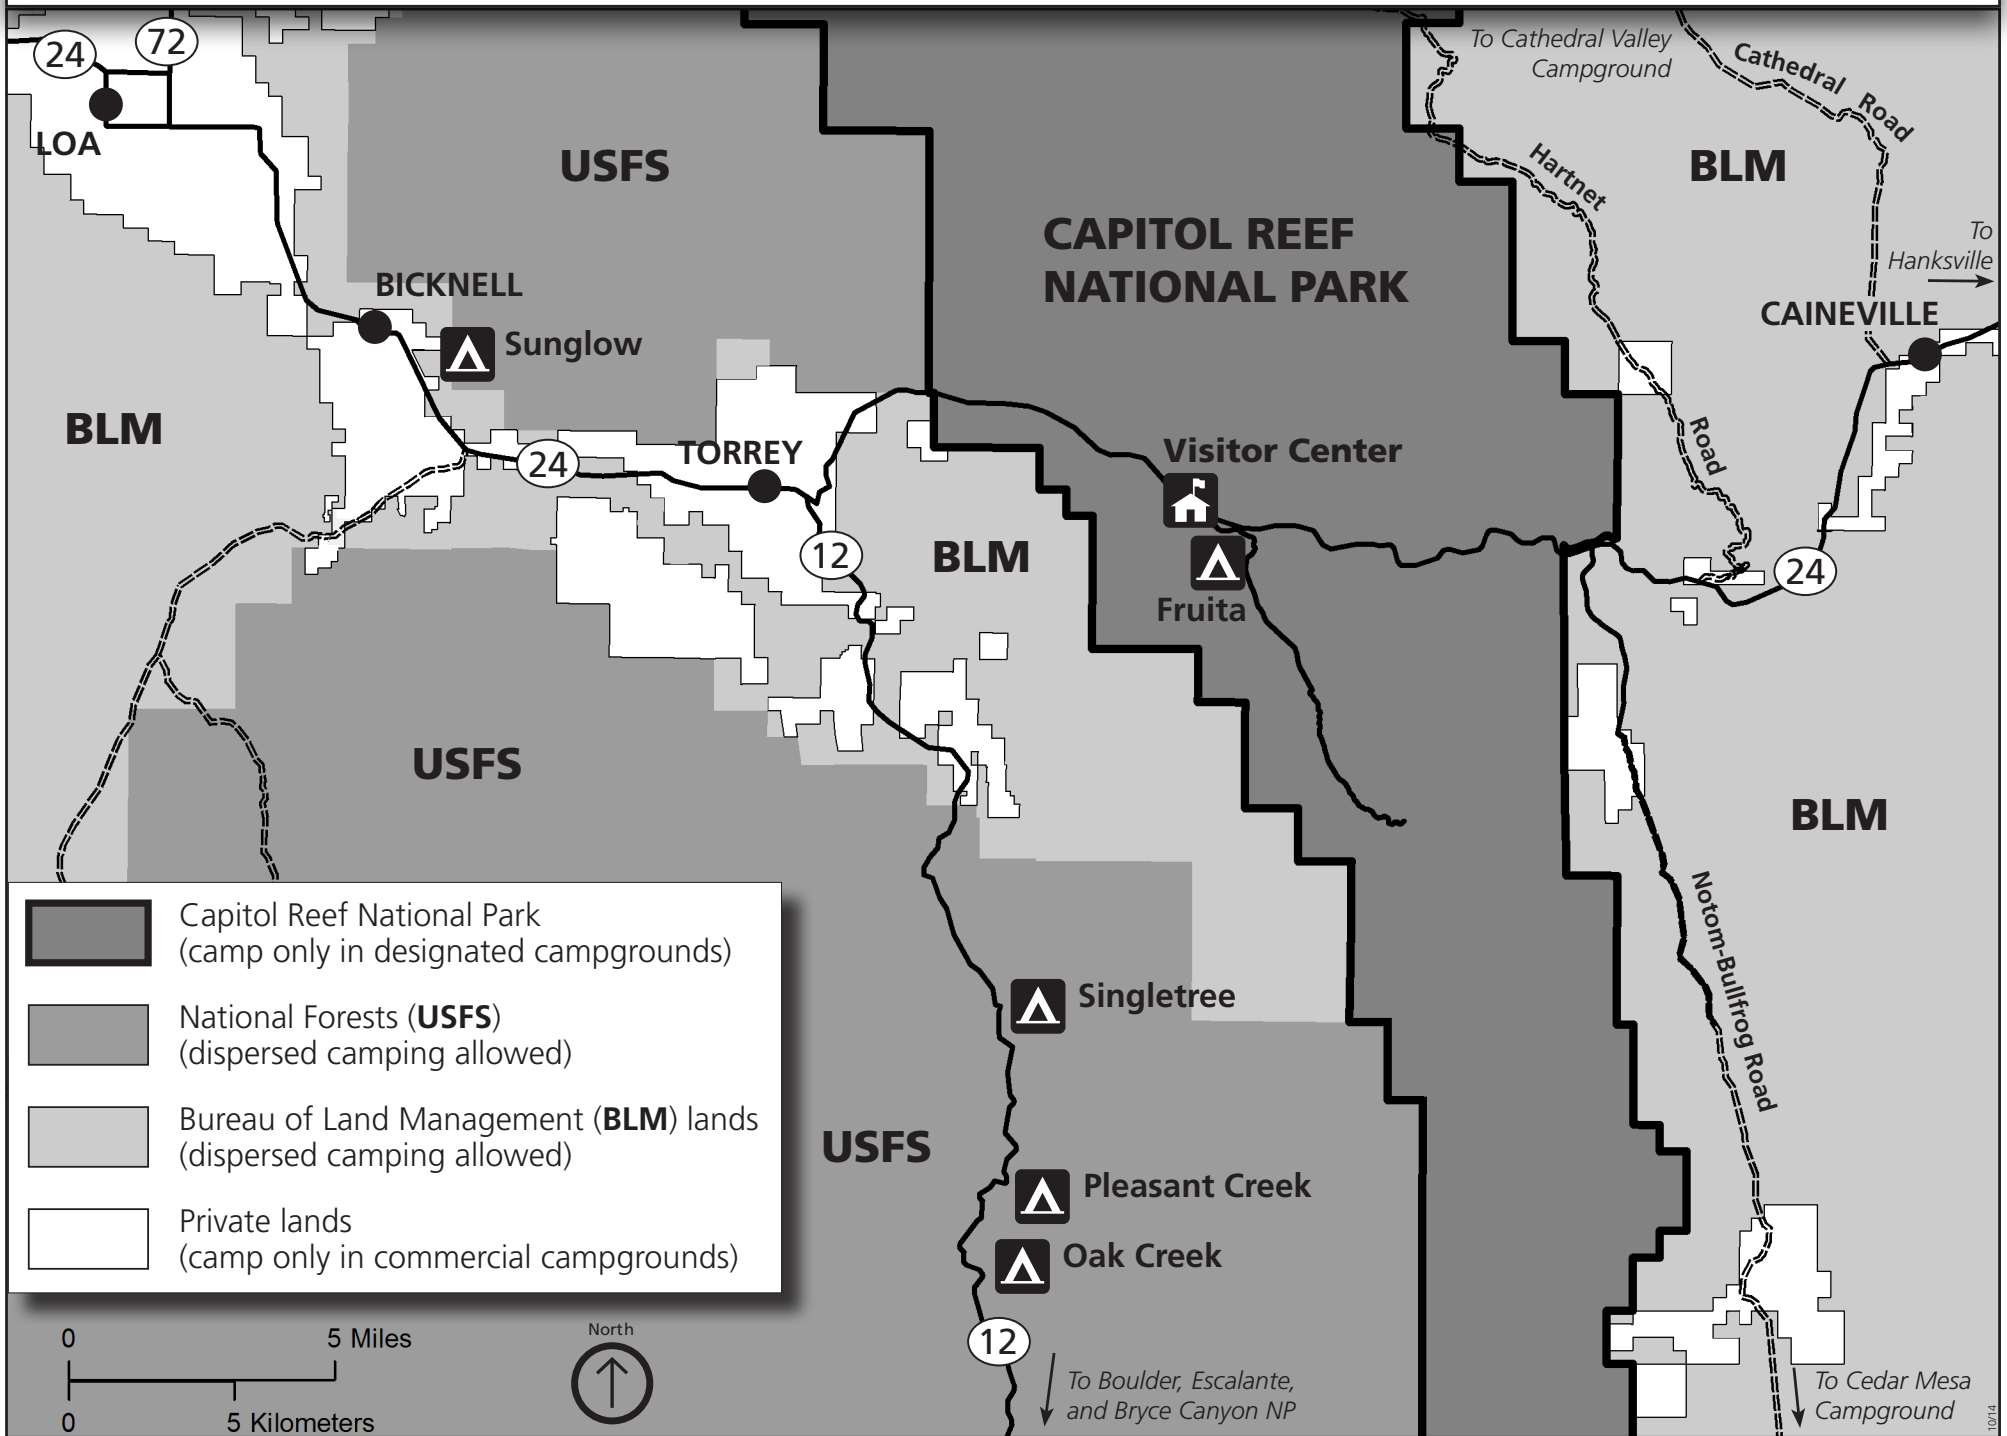 24
72
LOA
USFS
To Cathedral Valley
Campground
Cathedral Road
BLM
Hartnet
Road
CAPITOL REEF
NATIONAL PARK
To
Hanksville
CAINEVILLE
BICKNELL
Sunglow
BLM
24
TORREY
Visitor Center
12
BLM
Fruita
24
USFS
BLM
Notom-Bullfrog Road
Capitol Reef National Park
(camp only in designated campgrounds)
National Forests (USFS)
(dispersed camping allowed)
Bureau of Land Management (BLM) lands
(dispersed camping allowed)
Private lands
(camp only in commercial campgrounds)
Singletree
USFS
Pleasant Creek
Oak Creek
12
0 5 Miles
0 5 Kilometers
North
To Boulder, Escalante,
and Bryce Canyon NP
To Cedar Mesa
Campground
10/14